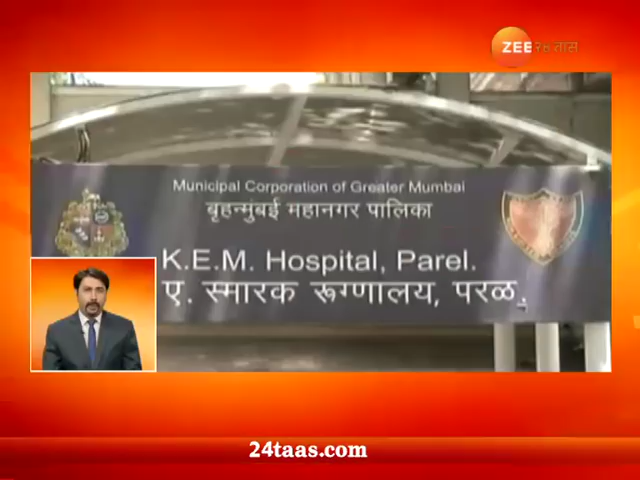 ZEE २४ तास
Municipal Corporation of Greater Mumbai
बृहन्मुंबई महानगर पालिका
K.E.M. Hospital, Parel.
ए. स्मारक रूग्णालय, परळ.
24taas.com